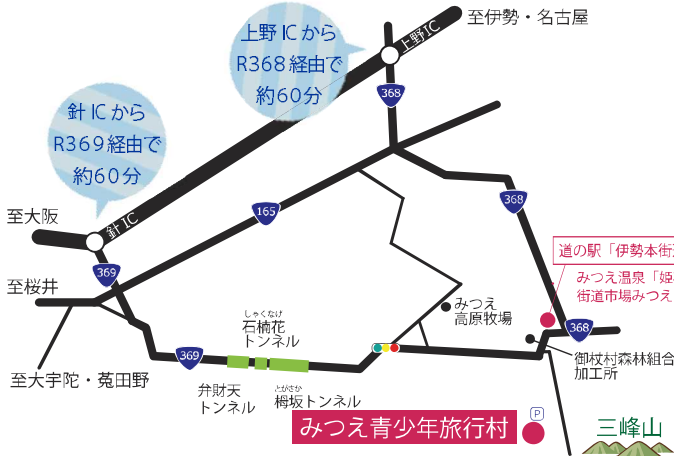 至伊勢・名古屋
上野ICから
R368経由で
約60分
上野IC
368
針ICから
R369経由で
約60分
至大阪
針IC
165
368
369
至桜井
道の駅「伊勢本街道
みつえ温泉「姫
街道市場みつえ
みつえ
高原牧場
しゃくなげ
石楠花
トンネル
368
369
御杖村森林組合
加工所
至大宇陀・菟田野
弁財天
トンネル
とがさか
栂坂トンネル
みつえ青少年旅行村
P
三峰山